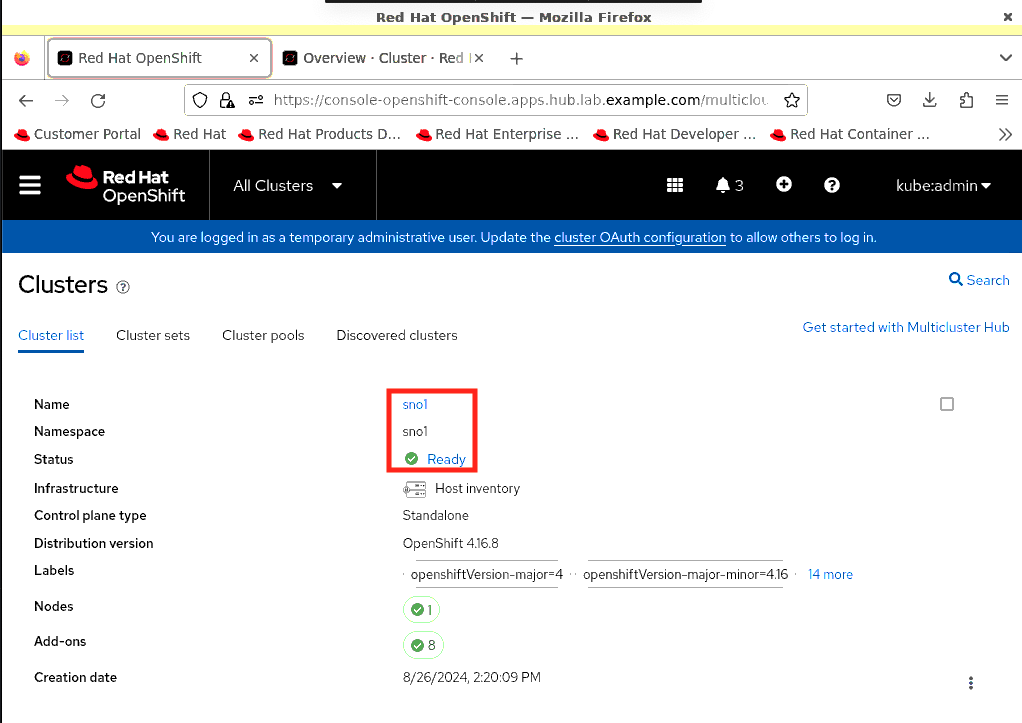 Red Hat OpenShift — Mozilla Firefox
Red Hat OpenShift
Overview · Cluster · Red
https://console-openshift-console.apps.hub.lab.example.com/multiclou
Customer Portal
Red Hat
Red Hat Products D...
Red Hat Enterprise ...
Red Hat Developer ...
Red Hat Container ...
Red Hat
OpenShift
All Clusters
3
kube:admin
You are logged in as a temporary administrative user. Update the cluster OAuth configuration to allow others to log in.
Clusters
Search
Cluster list
Cluster sets
Cluster pools
Discovered clusters
Get started with Multicluster Hub
Name sno1
Namespace sno1
Status Ready
Infrastructure Host inventory
Control plane type Standalone
Distribution version OpenShift 4.16.8
Labels openshiftVersion-major=4 openshiftVersion-major-minor=4.16 14 more
Nodes 1
Add-ons 8
Creation date 8/26/2024, 2:20:09 PM